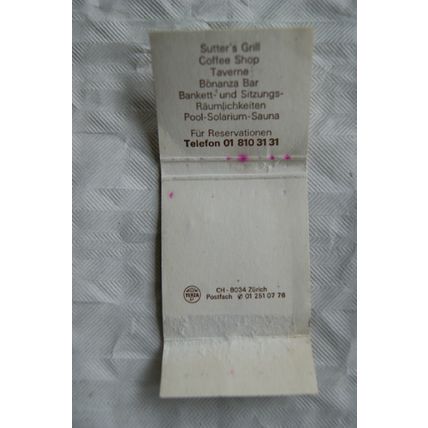 Sutter's Grill
Coffee Shop
Taverne
Bonanza Bar
Bankett- und Sitzungs-
Räumlichkeiten
Pool-Solarium-Sauna
Für Reservationen
Telefon 01 810 31 31
CH - 8034 Zürich
Postfach ✆ 01 251 07 76